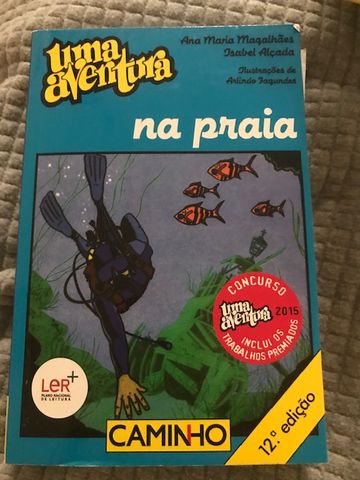 uma
aventura
Ana Maria Magalhães
Isabel Alçada
Ilustrações de
Arlindo Fagundes
na praia
CONCURSO
uma
aventura
2015
INCLUI OS
TRABALHOS PREMIADOS
LER+
PLANO NACIONAL
DE LEITURA
CAMINHO
12.ª edição